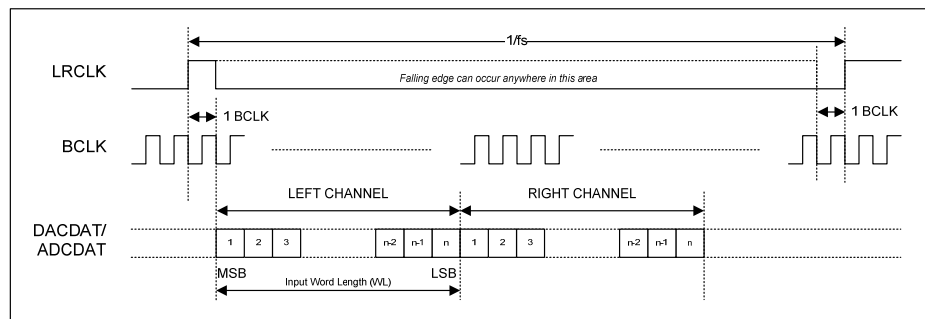 1/fs
LRCLK
Falling edge can occur anywhere in this area
1 BCLK
1 BCLK
BCLK
LEFT CHANNEL
RIGHT CHANNEL
DACDAT/
ADCDAT
1 2 3 n-2 n-1 n 1 2 3 n-2 n-1 n
MSB
LSB
Input Word Length (WL)